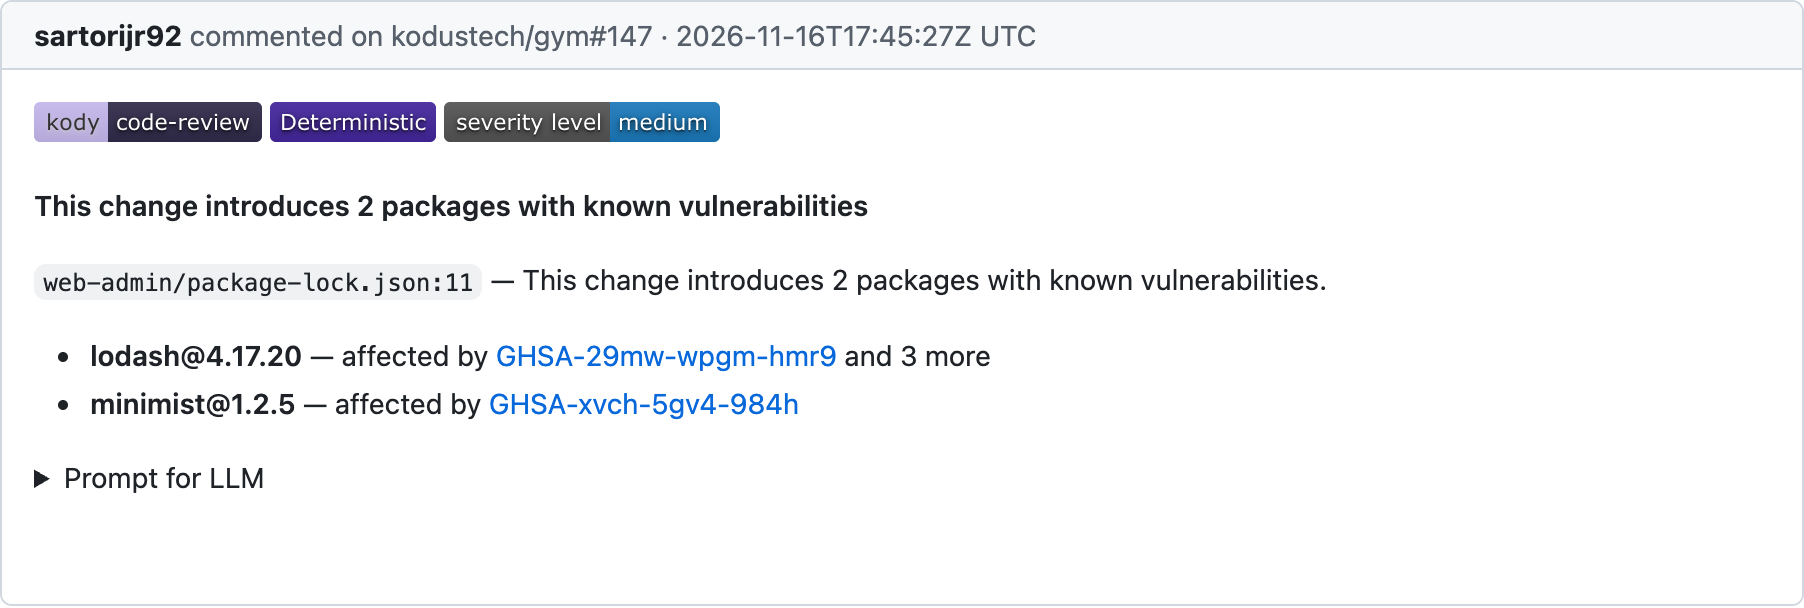 sartorijr92 commented on kodustech/gym#147 · 2026-11-16T17:45:27Z UTC
kody code-review Deterministic severity level medium
This change introduces 2 packages with known vulnerabilities
web-admin/package-lock.json:11 — This change introduces 2 packages with known vulnerabilities.
• lodash@4.17.20 — affected by GHSA-29mw-wpgm-hmr9 and 3 more
• minimist@1.2.5 — affected by GHSA-xvch-5gv4-984h
▶ Prompt for LLM